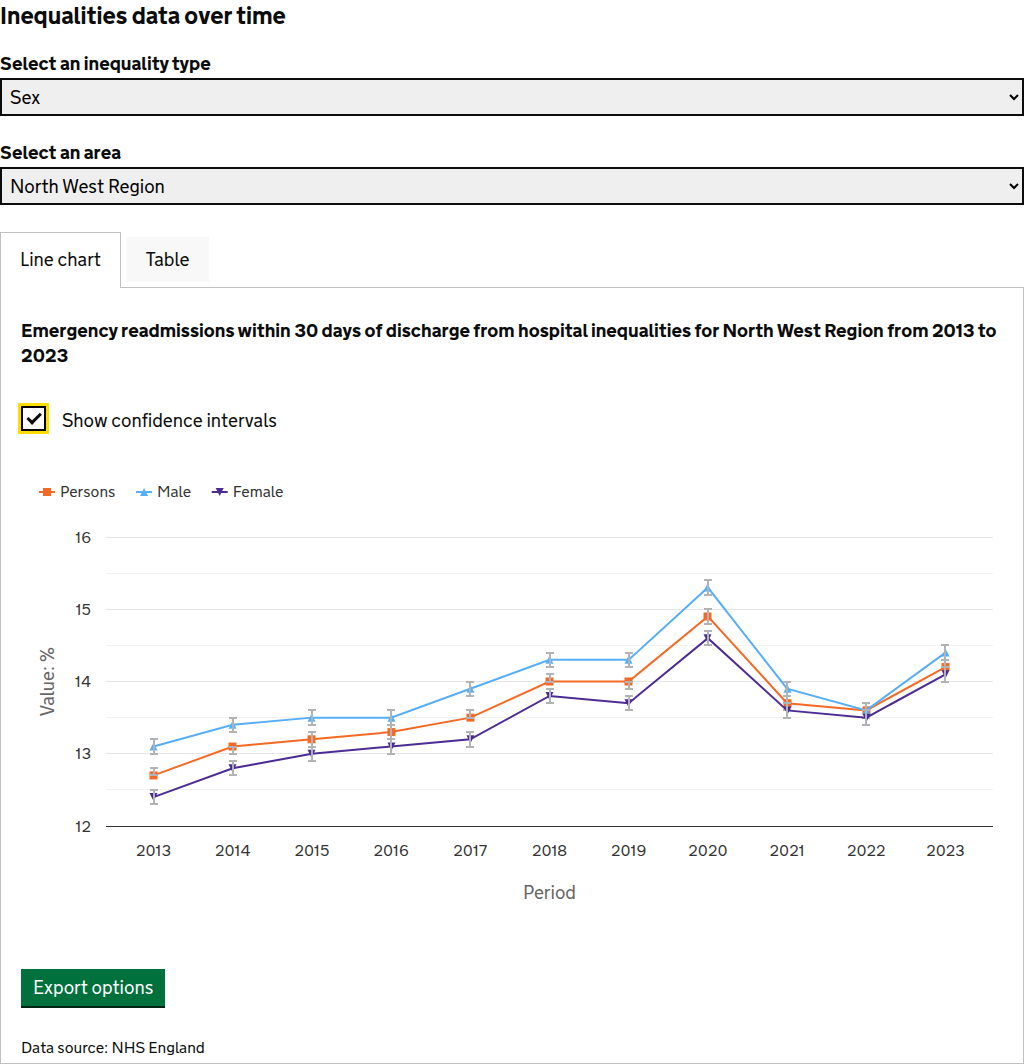 Inequalities data over time
Select an inequality type
Sex
Select an area
North West Region
Line chart
Table
Emergency readmissions within 30 days of discharge from hospital inequalities for North West Region from 2013 to
2023
Show confidence intervals
Persons Male Female
16
15
14
13
12
Value: %
2013 2014 2015 2016 2017 2018 2019 2020 2021 2022 2023
Period
Export options
Data source: NHS England